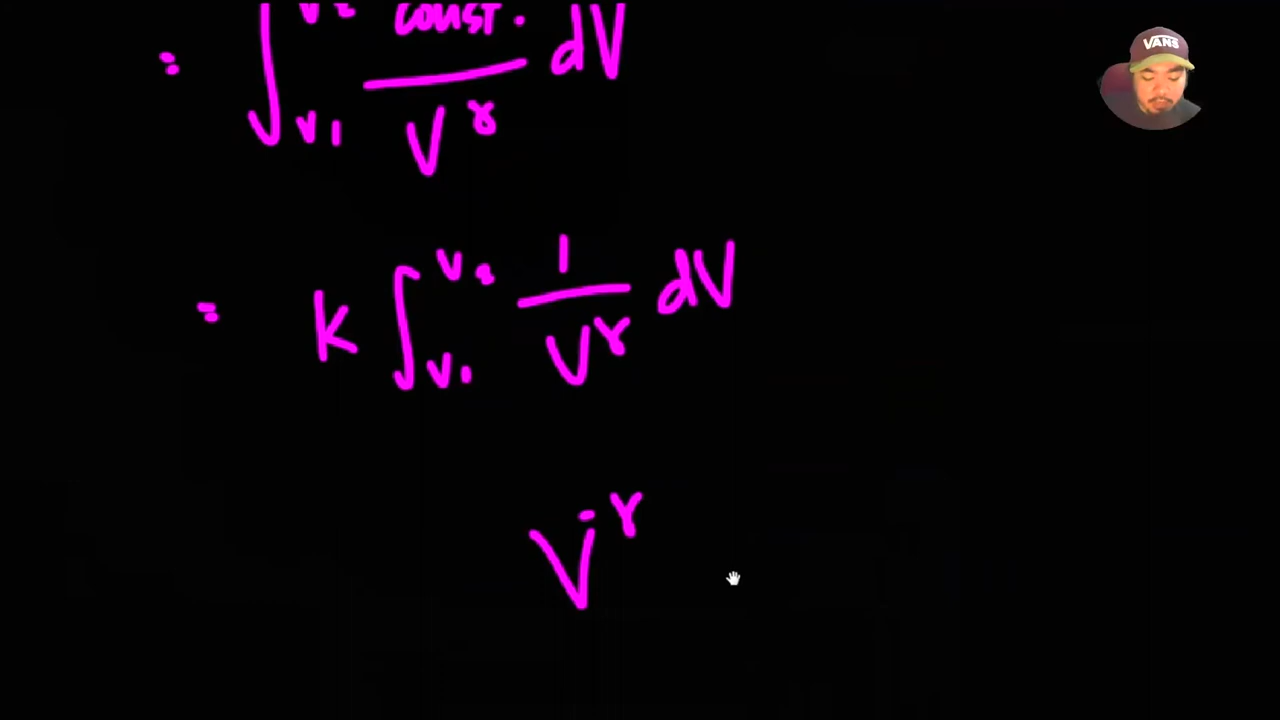 = ∫_{V1}^{V2} const. / V^γ dV
= k ∫_{V1}^{V2} 1 / V^γ dV
V^{-γ}
VANS